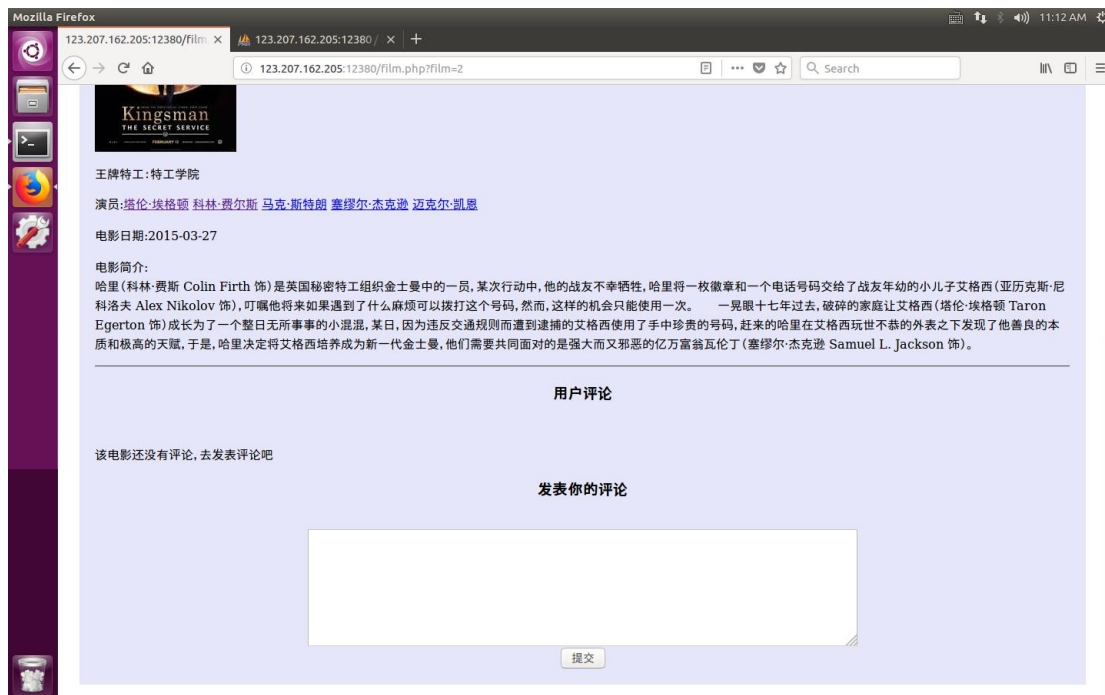 Mozilla Firefox
11:12 AM
123.207.162.205:12380/film
123.207.162.205:12380/
123.207.162.205:12380/film.php?film=2
Search
Kingsman
THE SECRET SERVICE
王牌特工:特工学院
演员:塔伦·埃格顿 科林·费尔斯 马克·斯特朗 塞缪尔·杰克逊 迈克尔·凯恩
电影日期:2015-03-27
电影简介:
哈里(科林·费斯 Colin Firth 饰)是英国秘密特工组织金士曼中的一员,某次行动中,他的战友不幸牺牲,哈里将一枚徽章和一个电话号码交给了战友年幼的小儿子艾格西(亚历克斯·尼
科洛夫 Alex Nikolov 饰),叮嘱他将来如果遇到了什么麻烦可以拨打这个号码,然而,这样的机会只能使用一次。 一晃眼十七年过去,破碎的家庭让艾格西(塔伦·埃格顿 Taron
Egerton 饰)成长为了一个整日无所事事的小混混,某日,因为违反交通规则而遭到逮捕的艾格西使用了手中珍贵的号码,赶来的哈里在艾格西玩世不恭的外表之下发现了他善良的本
质和极高的天赋,于是,哈里决定将艾格西培养成为新一代金士曼,他们需要共同面对的是强大而又邪恶的亿万富翁瓦伦丁(塞缪尔·杰克逊 Samuel L. Jackson 饰)。
用户评论
该电影还没有评论,去发表评论吧
发表你的评论
提交